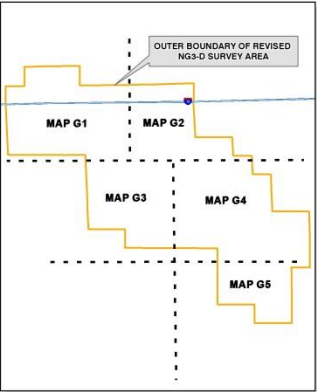 OUTER BOUNDARY OF REVISED
NG3-D SURVEY AREA
MAP G1
MAP G2
MAP G3
MAP G4
MAP G5